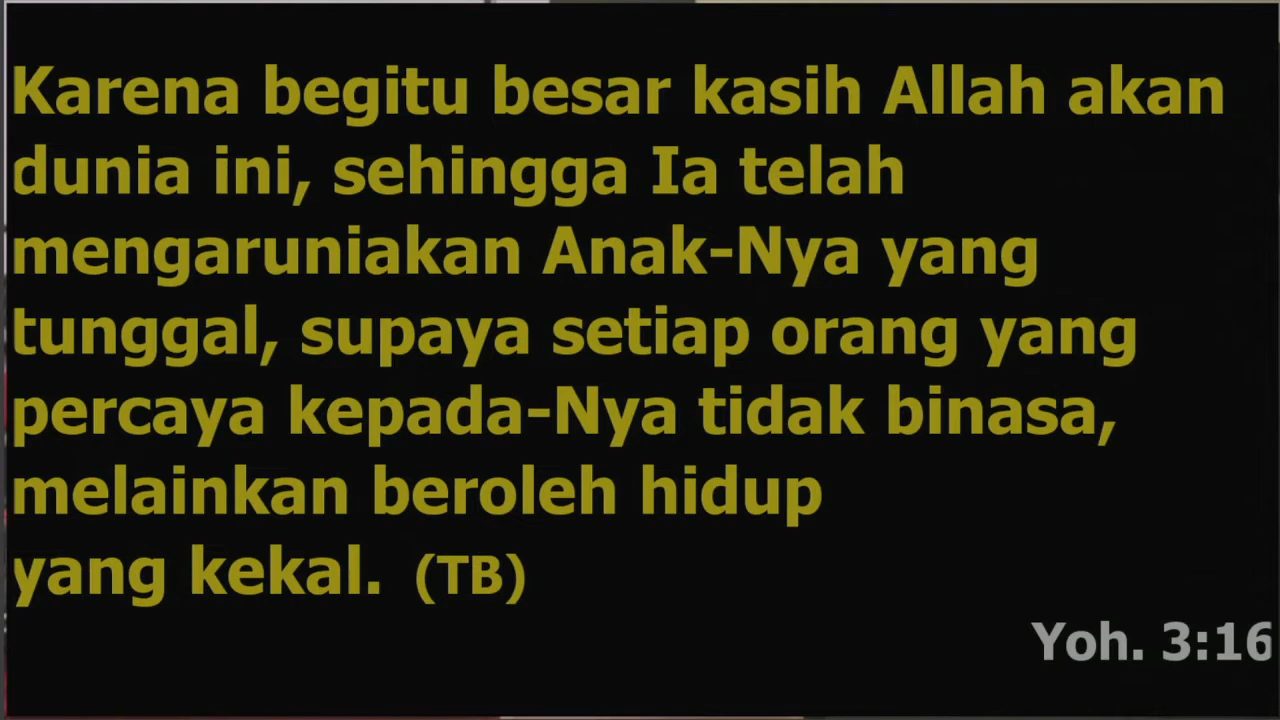 Karena begitu besar kasih Allah akan
dunia ini, sehingga Ia telah
mengaruniakan Anak-Nya yang
tunggal, supaya setiap orang yang
percaya kepada-Nya tidak binasa,
melainkan beroleh hidup
yang kekal. (TB)
Yoh. 3:16